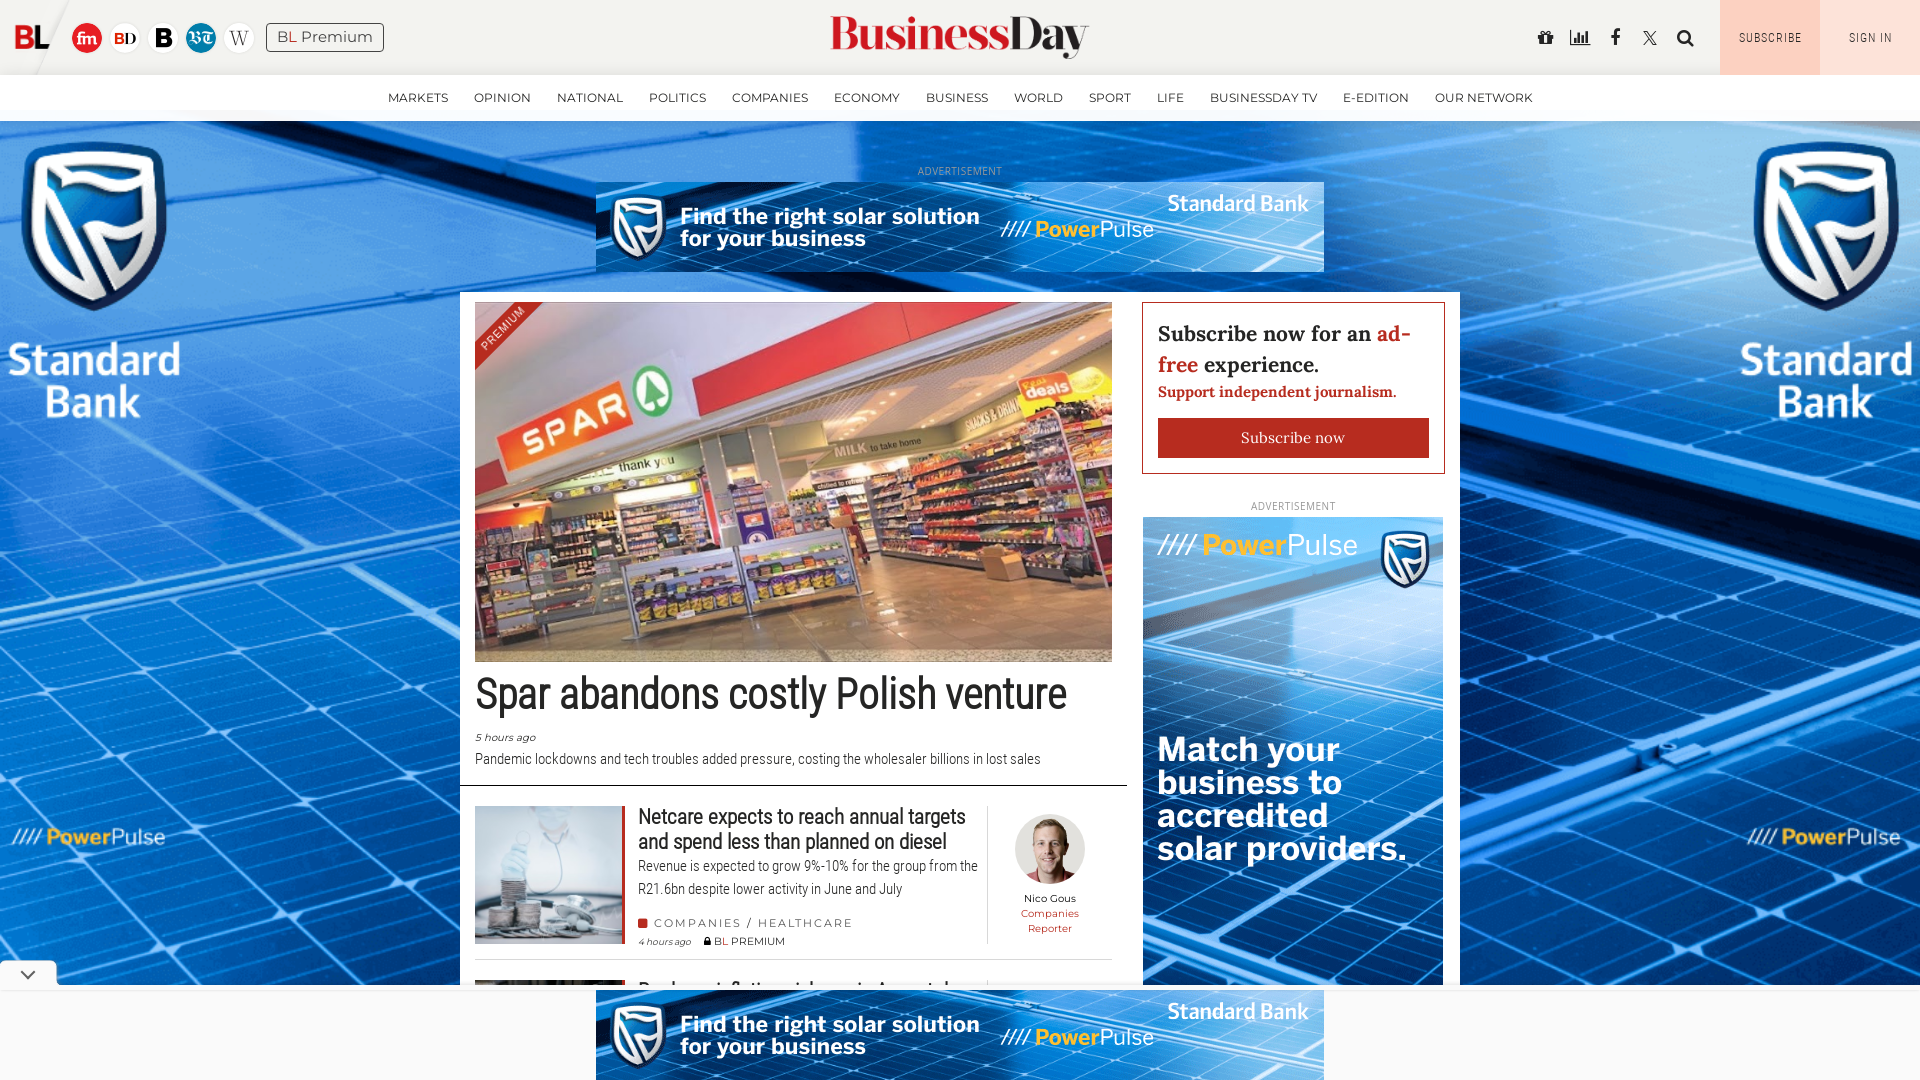 BL
fm
BD
B
BT
W
BL Premium
BusinessDay
SUBSCRIBE
SIGN IN
MARKETS
OPINION
NATIONAL
POLITICS
COMPANIES
ECONOMY
BUSINESS
WORLD
SPORT
LIFE
BUSINESSDAY TV
E-EDITION
OUR NETWORK
Standard
Bank
//// PowerPulse
ADVERTISEMENT
Find the right solar solution
for your business
//// PowerPulse
Standard Bank
Standard
Bank
//// PowerPulse
PREMIUM
SPAR
thank you
MILK to take home
SNACKS & DRINKS
Real
deals
Spar abandons costly Polish venture
5 hours ago
Pandemic lockdowns and tech troubles added pressure, costing the wholesaler billions in lost sales
Netcare expects to reach annual targets
and spend less than planned on diesel
Revenue is expected to grow 9%-10% for the group from the
R21.6bn despite lower activity in June and July
COMPANIES / HEALTHCARE
4 hours ago
BL PREMIUM
Nico Gous
Companies
Reporter
Subscribe now for an ad-
free experience.
Support independent journalism.
Subscribe now
ADVERTISEMENT
//// PowerPulse
Match your
business to
accredited
solar providers.
Find the right solar solution
for your business
//// PowerPulse
Standard Bank